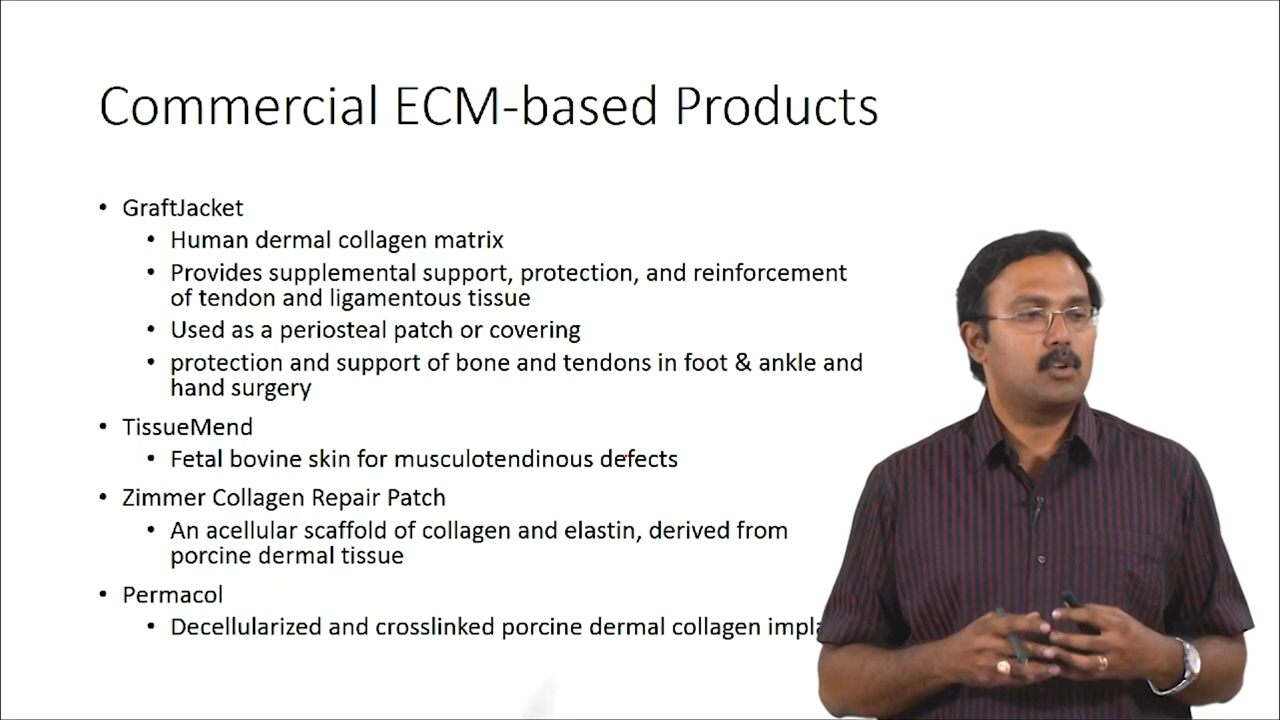 Commercial ECM-based Products
• GraftJacket
• Human dermal collagen matrix
• Provides supplemental support, protection, and reinforcement
of tendon and ligamentous tissue
• Used as a periosteal patch or covering
• protection and support of bone and tendons in foot & ankle and
hand surgery
• TissueMend
• Fetal bovine skin for musculotendinous defects
• Zimmer Collagen Repair Patch
• An acellular scaffold of collagen and elastin, derived from
porcine dermal tissue
• Permacol
• Decellularized and crosslinked porcine dermal collagen